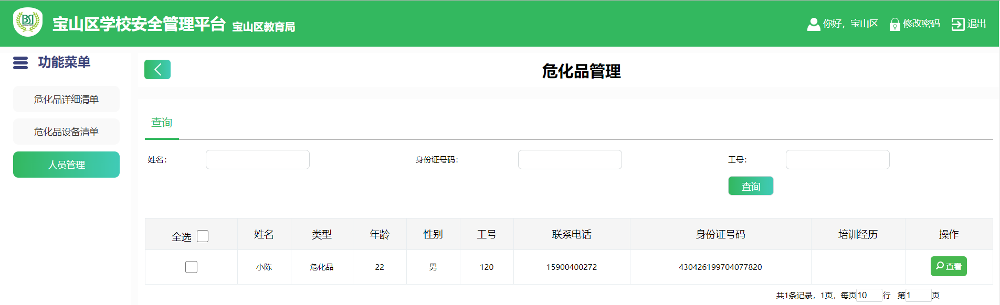 宝山区学校安全管理平台 宝山区教育局
你好，宝山区 修改密码 退出
功能菜单
危化品管理
危化品详细清单
危化品设备清单
人员管理
查询
姓名： 身份证号码： 工号：
查询
全选 姓名 类型 年龄 性别 工号 联系电话 身份证号码 培训经历 操作
小陈 危化品 22 男 120 15900400272 430426199704077820 查看
共1条记录，1页，每页10行 第1页